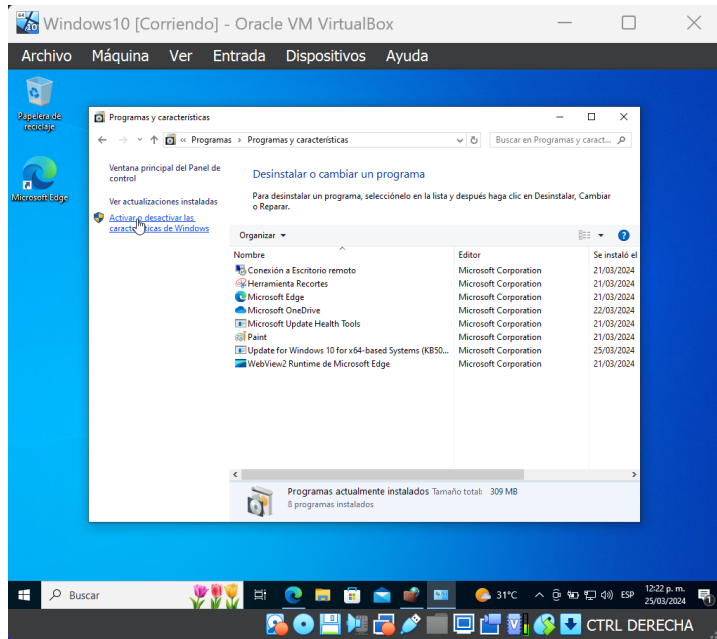 Windows10 [Corriendo] - Oracle VM VirtualBox
Archivo Máquina Ver Entrada Dispositivos Ayuda
Papelera de
reciclaje
Microsoft Edge
Programas y características
« Programas › Programas y características
Buscar en Programas y caract...
Ventana principal del Panel de
control
Ver actualizaciones instaladas
Activar o desactivar las
características de Windows
Desinstalar o cambiar un programa
Para desinstalar un programa, selecciónelo en la lista y después haga clic en Desinstalar, Cambiar
o Reparar.
Organizar
Nombre Editor Se instaló el
Conexión a Escritorio remoto Microsoft Corporation 21/03/2024
Herramienta Recortes Microsoft Corporation 21/03/2024
Microsoft Edge Microsoft Corporation 21/03/2024
Microsoft OneDrive Microsoft Corporation 22/03/2024
Microsoft Update Health Tools Microsoft Corporation 21/03/2024
Paint Microsoft Corporation 21/03/2024
Update for Windows 10 for x64-based Systems (KB50... Microsoft Corporation 25/03/2024
WebView2 Runtime de Microsoft Edge Microsoft Corporation 21/03/2024
Programas actualmente instalados Tamaño total: 309 MB
8 programas instalados
Buscar
31°C
ESP
12:22 p. m.
25/03/2024
CTRL DERECHA